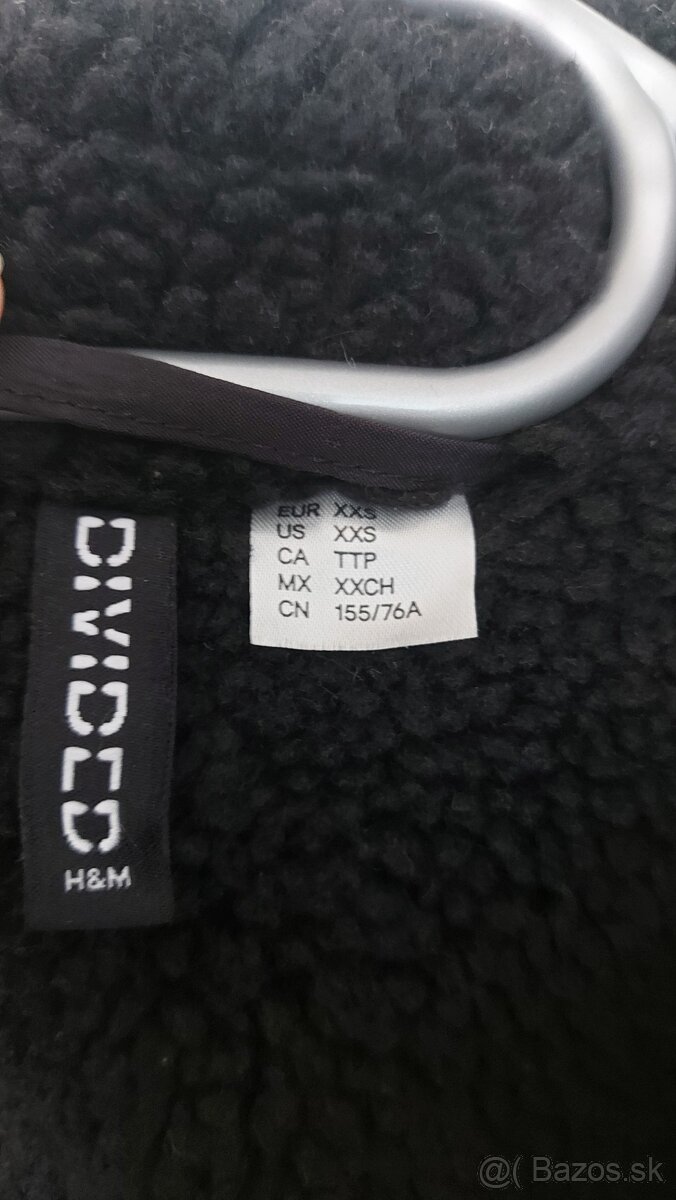 DIVIDED
H&M
EUR XXS
US XXS
CA TTP
MX XXCH
CN 155/76A
@( Bazos.sk